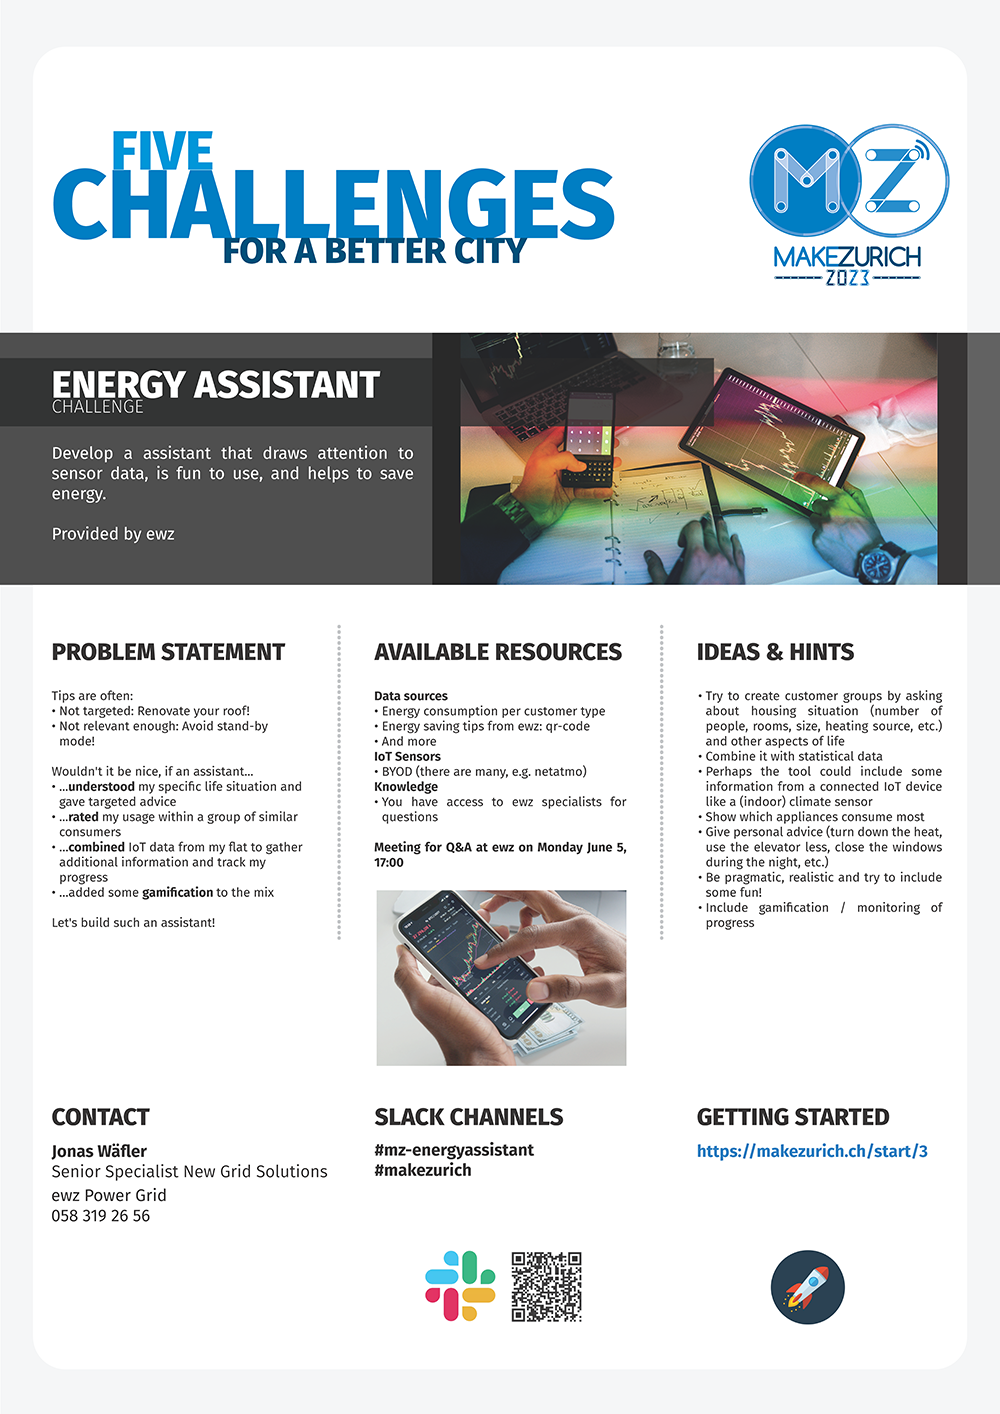 FIVE
CHALLENGES
FOR A BETTER CITY
MZ
MAKEZURICH
2023
ENERGY ASSISTANT
CHALLENGE
Develop a assistant that draws attention to
sensor data, is fun to use, and helps to save
energy.
Provided by ewz
PROBLEM STATEMENT
Tips are often:
• Not targeted: Renovate your roof!
• Not relevant enough: Avoid stand-by
mode!
Wouldn't it be nice, if an assistant...
• ...understood my specific life situation and
gave targeted advice
• ...rated my usage within a group of similar
consumers
• ...combined IoT data from my flat to gather
additional information and track my
progress
• ...added some gamification to the mix
Let's build such an assistant!
AVAILABLE RESOURCES
Data sources
• Energy consumption per customer type
• Energy saving tips from ewz: qr-code
• And more
IoT Sensors
• BYOD (there are many, e.g. netatmo)
Knowledge
• You have access to ewz specialists for
questions
Meeting for Q&A at ewz on Monday June 5,
17:00
IDEAS & HINTS
• Try to create customer groups by asking
about housing situation (number of
people, rooms, size, heating source, etc.)
and other aspects of life
• Combine it with statistical data
• Perhaps the tool could include some
information from a connected IoT device
like a (indoor) climate sensor
• Show which appliances consume most
• Give personal advice (turn down the heat,
use the elevator less, close the windows
during the night, etc.)
• Be pragmatic, realistic and try to include
some fun!
• Include gamification / monitoring of
progress
CONTACT
Jonas Wäfler
Senior Specialist New Grid Solutions
ewz Power Grid
058 319 26 56
SLACK CHANNELS
#mz-energyassistant
#makezurich
GETTING STARTED
https://makezurich.ch/start/3